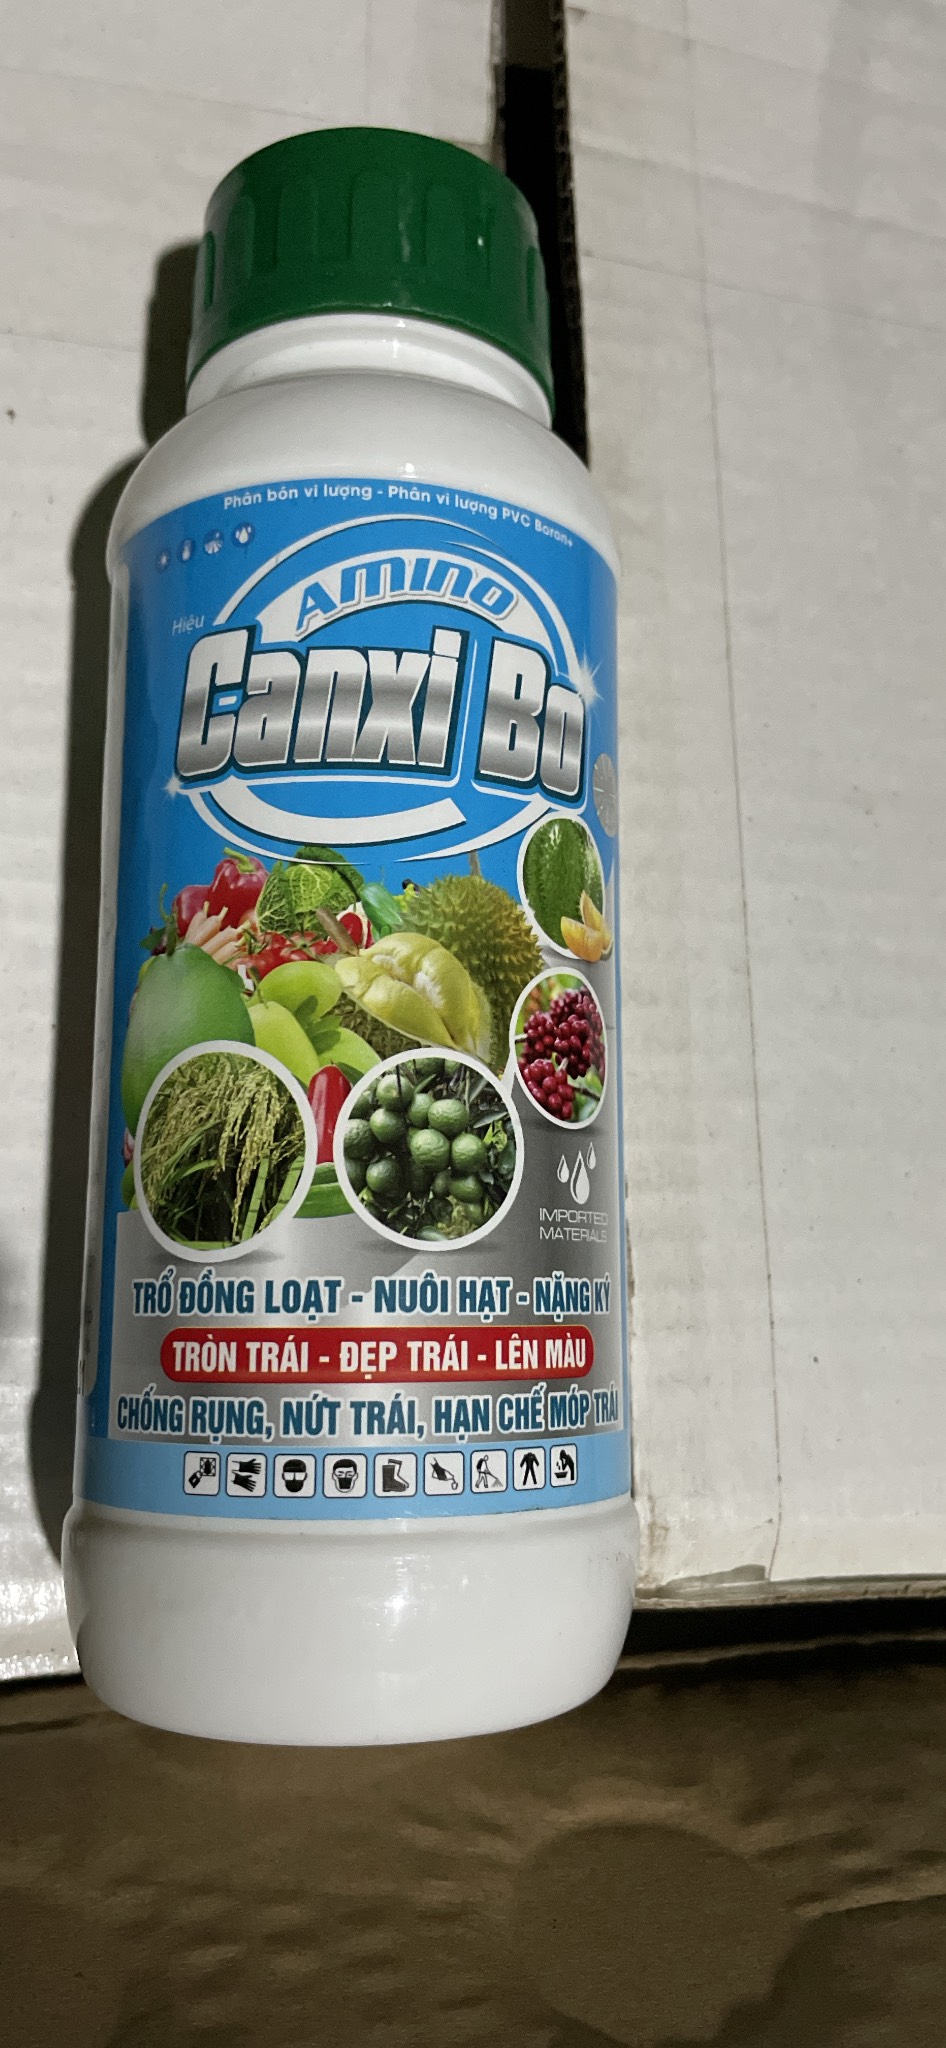 Phân bón vi lượng - Phân vi lượng PVC Boron+
Hiệu
Amino
Canxi Bo
IMPORTED
MATERIALS
TRỔ ĐỒNG LOẠT - NUÔI HẠT - NẶNG KÝ
TRÒN TRÁI - ĐẸP TRÁI - LÊN MÀU
CHỐNG RỤNG, NỨT TRÁI, HẠN CHẾ MÓP TRÁI